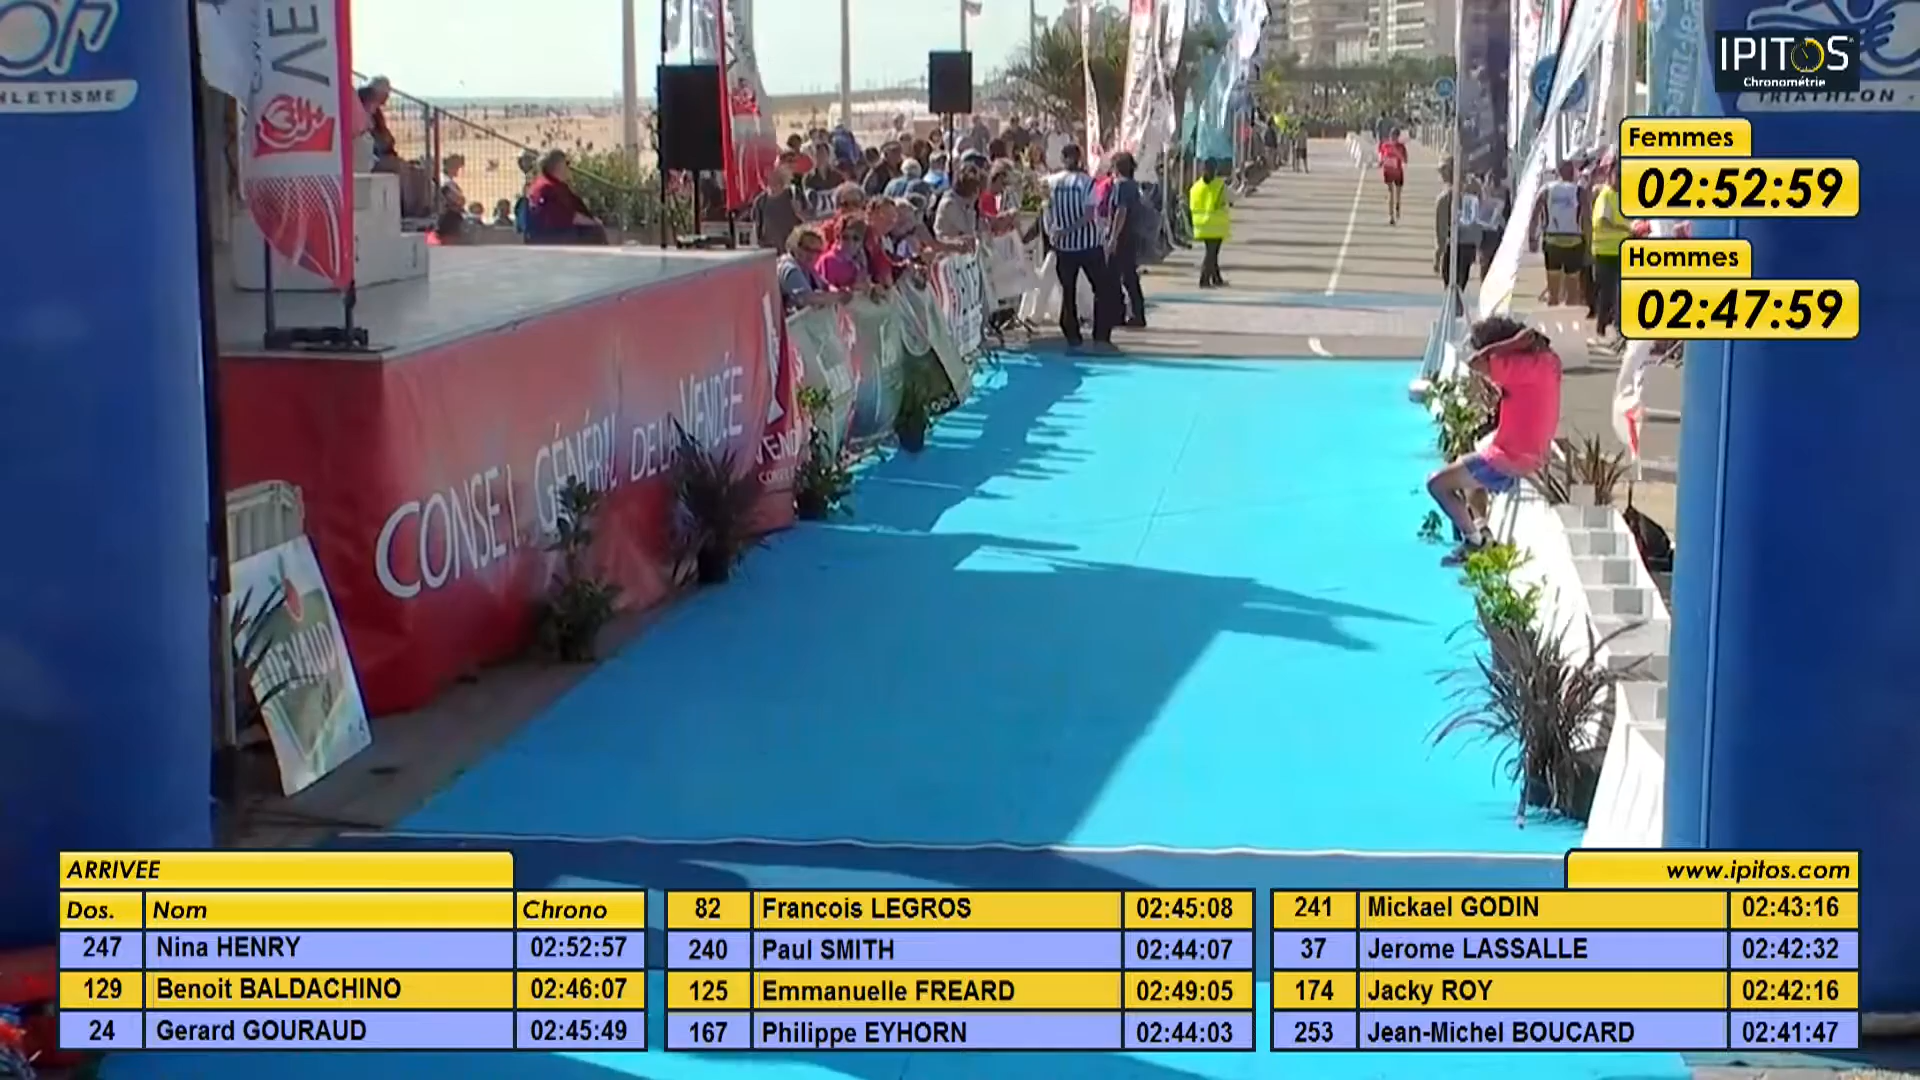 HLETISME
IPITOS
Chronométrie
TRIATHLON
Femmes
02:52:59
Hommes
02:47:59
CONSEIL GÉNÉRAL DE LA VENDÉE
ARRIVEE
www.ipitos.com
Dos. Nom Chrono
247 Nina HENRY 02:52:57
129 Benoit BALDACHINO 02:46:07
24 Gerard GOURAUD 02:45:49
82 Francois LEGROS 02:45:08
240 Paul SMITH 02:44:07
125 Emmanuelle FREARD 02:49:05
167 Philippe EYHORN 02:44:03
241 Mickael GODIN 02:43:16
37 Jerome LASSALLE 02:42:32
174 Jacky ROY 02:42:16
253 Jean-Michel BOUCARD 02:41:47